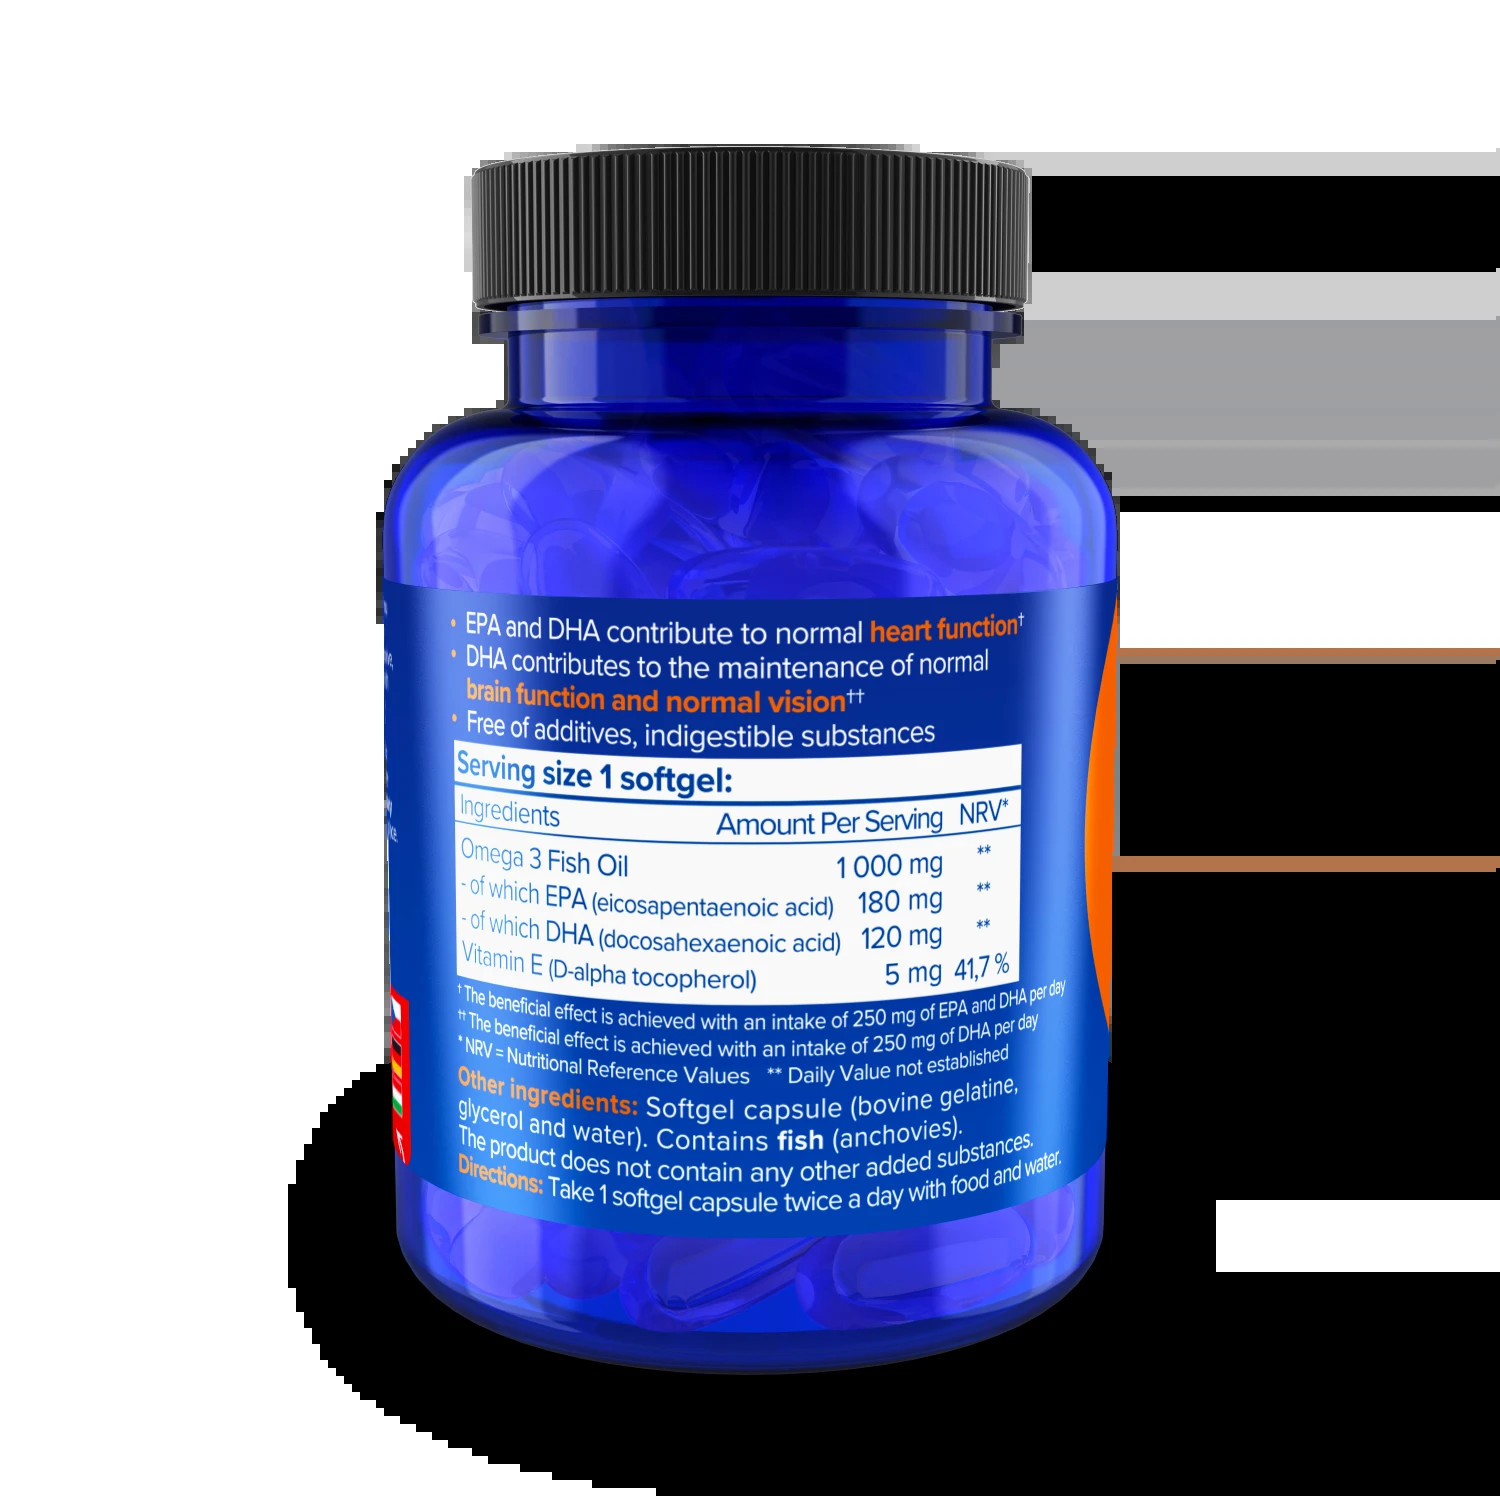 • EPA and DHA contribute to normal heart function†
• DHA contributes to the maintenance of normal
brain function and normal vision††
• Free of additives, indigestible substances
Serving size 1 softgel:
Ingredients Amount Per Serving NRV*
Omega 3 Fish Oil 1 000 mg **
- of which EPA (eicosapentaenoic acid) 180 mg **
- of which DHA (docosahexaenoic acid) 120 mg **
Vitamin E (D-alpha tocopherol) 5 mg 41,7 %
† The beneficial effect is achieved with an intake of 250 mg of EPA and DHA per day
†† The beneficial effect is achieved with an intake of 250 mg of DHA per day
* NRV = Nutritional Reference Values ** Daily Value not established
Other ingredients: Softgel capsule (bovine gelatine,
glycerol and water). Contains fish (anchovies).
The product does not contain any other added substances.
Directions: Take 1 softgel capsule twice a day with food and water.